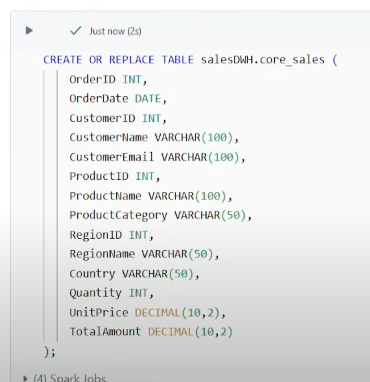 Just now (2s)
CREATE OR REPLACE TABLE salesDWH.core_sales (
OrderID INT,
OrderDate DATE,
CustomerID INT,
CustomerName VARCHAR(100),
CustomerEmail VARCHAR(100),
ProductID INT,
ProductName VARCHAR(100),
ProductCategory VARCHAR(50),
RegionID INT,
RegionName VARCHAR(50),
Country VARCHAR(50),
Quantity INT,
UnitPrice DECIMAL(10,2),
TotalAmount DECIMAL(10,2)
);
(4) Spark Jobs